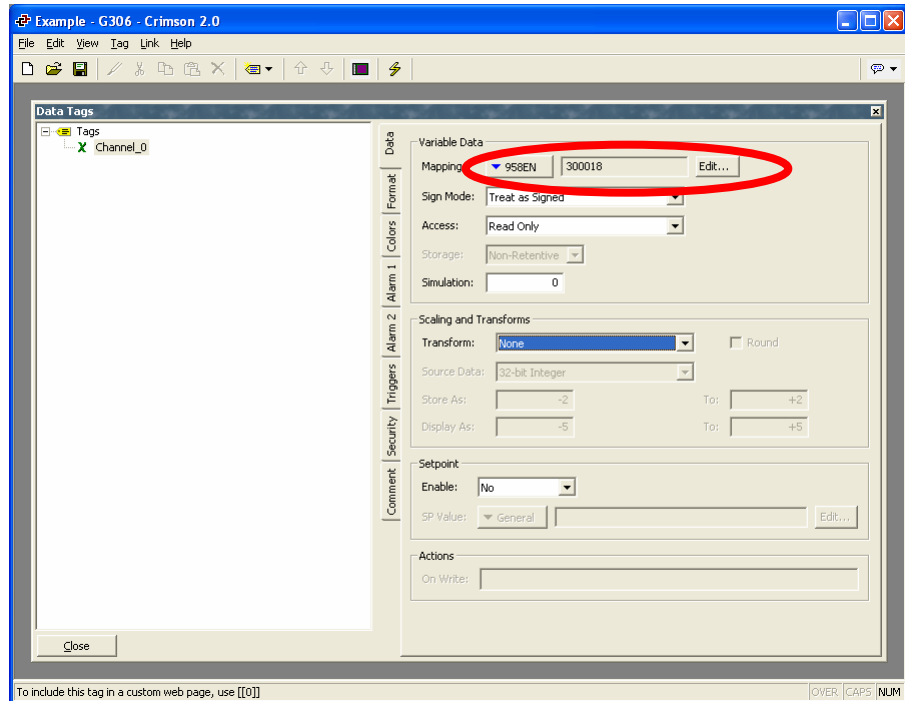 Example - G306 - Crimson 2.0
File Edit View Tag Link Help
Data Tags
Tags
Channel_0
Data
Format
Colors
Alarm 1
Alarm 2
Triggers
Security
Comment
Variable Data
Mapping: 958EN 300018 Edit...
Sign Mode: Treat as Signed
Access: Read Only
Storage: Non-Retentive
Simulation: 0
Scaling and Transforms
Transform: None Round
Source Data: 32-bit Integer
Store As: -2 To: +2
Display As: -5 To: +5
Setpoint
Enable: No
SP Value: General Edit...
Actions
On Write:
Close
To include this tag in a custom web page, use [[0]] OVER CAPS NUM